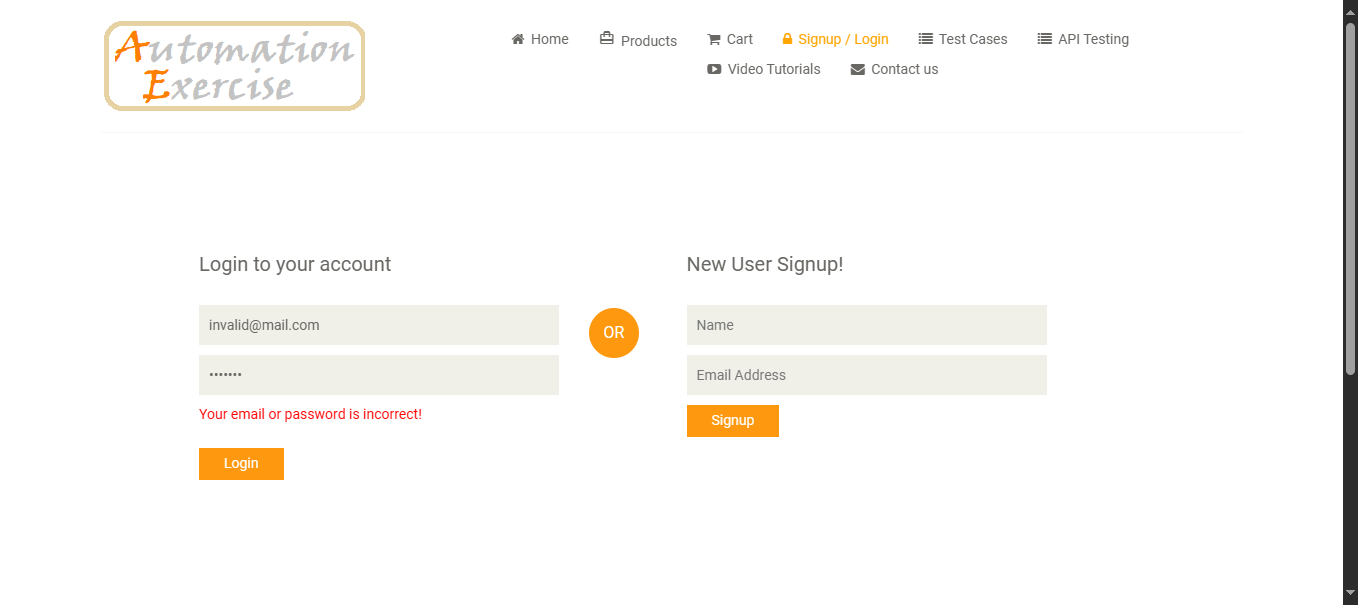 Automation
Exercise
Home Products Cart Signup / Login Test Cases API Testing
Video Tutorials Contact us
Login to your account
invalid@mail.com
•••••••
Your email or password is incorrect!
Login
OR
New User Signup!
Name
Email Address
Signup